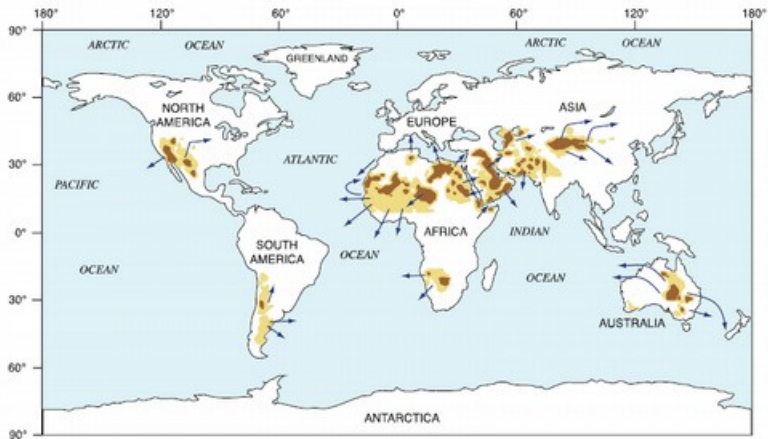 180° 120° 60° 0° 60° 120° 180°
90°
ARCTIC OCEAN ARCTIC OCEAN
GREENLAND
60°
NORTH
AMERICA
EUROPE
ASIA
30°
ATLANTIC
PACIFIC
0°
AFRICA
INDIAN
SOUTH
AMERICA
OCEAN
OCEAN
OCEAN
30°
AUSTRALIA
60°
ANTARCTICA
90°